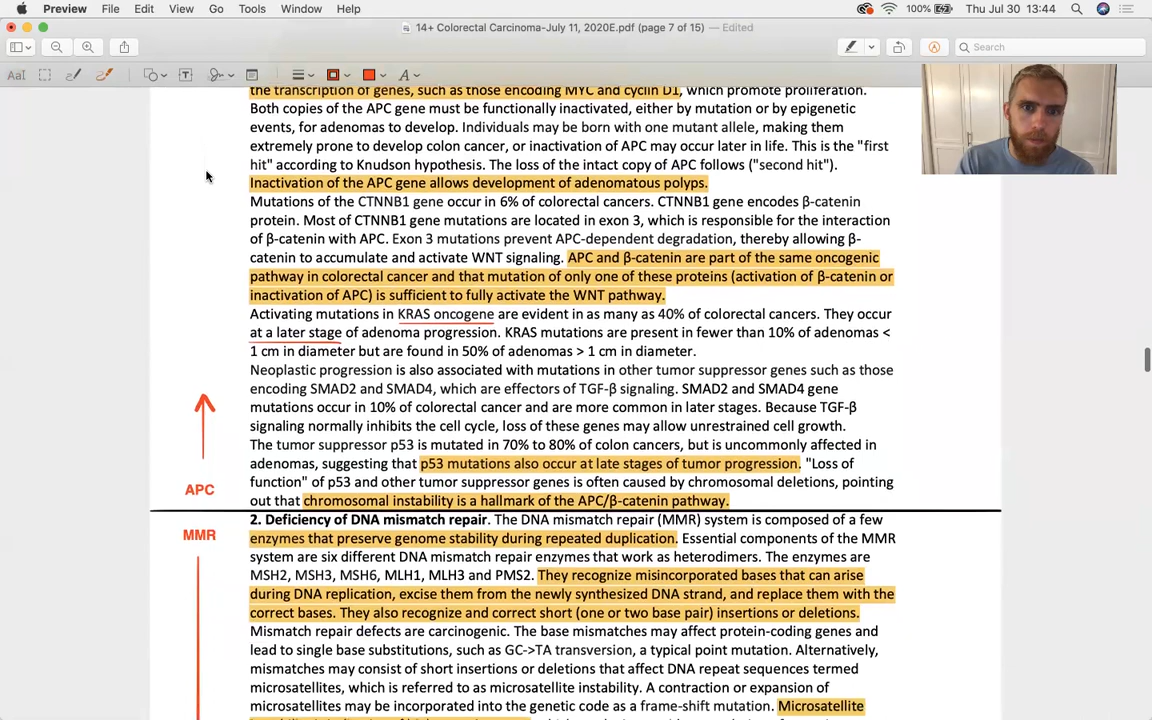 Preview File Edit View Go Tools Window Help 100% Thu Jul 30 13:44
14+ Colorectal Carcinoma-July 11, 2020E.pdf (page 7 of 15) — Edited
Search
AaI T A
the transcription of genes, such as those encoding MYC and cyclin D1, which promote proliferation.
Both copies of the APC gene must be functionally inactivated, either by mutation or by epigenetic
events, for adenomas to develop. Individuals may be born with one mutant allele, making them
extremely prone to develop colon cancer, or inactivation of APC may occur later in life. This is the "first
hit" according to Knudson hypothesis. The loss of the intact copy of APC follows ("second hit").
Inactivation of the APC gene allows development of adenomatous polyps.
Mutations of the CTNNB1 gene occur in 6% of colorectal cancers. CTNNB1 gene encodes β-catenin
protein. Most of CTNNB1 gene mutations are located in exon 3, which is responsible for the interaction
of β-catenin with APC. Exon 3 mutations prevent APC-dependent degradation, thereby allowing β-
catenin to accumulate and activate WNT signaling. APC and β-catenin are part of the same oncogenic
pathway in colorectal cancer and that mutation of only one of these proteins (activation of β-catenin or
inactivation of APC) is sufficient to fully activate the WNT pathway.
Activating mutations in KRAS oncogene are evident in as many as 40% of colorectal cancers. They occur
at a later stage of adenoma progression. KRAS mutations are present in fewer than 10% of adenomas <
1 cm in diameter but are found in 50% of adenomas > 1 cm in diameter.
Neoplastic progression is also associated with mutations in other tumor suppressor genes such as those
encoding SMAD2 and SMAD4, which are effectors of TGF-β signaling. SMAD2 and SMAD4 gene
mutations occur in 10% of colorectal cancer and are more common in later stages. Because TGF-β
signaling normally inhibits the cell cycle, loss of these genes may allow unrestrained cell growth.
The tumor suppressor p53 is mutated in 70% to 80% of colon cancers, but is uncommonly affected in
adenomas, suggesting that p53 mutations also occur at late stages of tumor progression. "Loss of
function" of p53 and other tumor suppressor genes is often caused by chromosomal deletions, pointing
APC
out that chromosomal instability is a hallmark of the APC/β-catenin pathway.
2. Deficiency of DNA mismatch repair. The DNA mismatch repair (MMR) system is composed of a few
MMR
enzymes that preserve genome stability during repeated duplication. Essential components of the MMR
system are six different DNA mismatch repair enzymes that work as heterodimers. The enzymes are
MSH2, MSH3, MSH6, MLH1, MLH3 and PMS2. They recognize misincorporated bases that can arise
during DNA replication, excise them from the newly synthesized DNA strand, and replace them with the
correct bases. They also recognize and correct short (one or two base pair) insertions or deletions.
Mismatch repair defects are carcinogenic. The base mismatches may affect protein-coding genes and
lead to single base substitutions, such as GC->TA transversion, a typical point mutation. Alternatively,
mismatches may consist of short insertions or deletions that affect DNA repeat sequences termed
microsatellites, which is referred to as microsatellite instability. A contraction or expansion of
microsatellites may be incorporated into the genetic code as a frame-shift mutation. Microsatellite